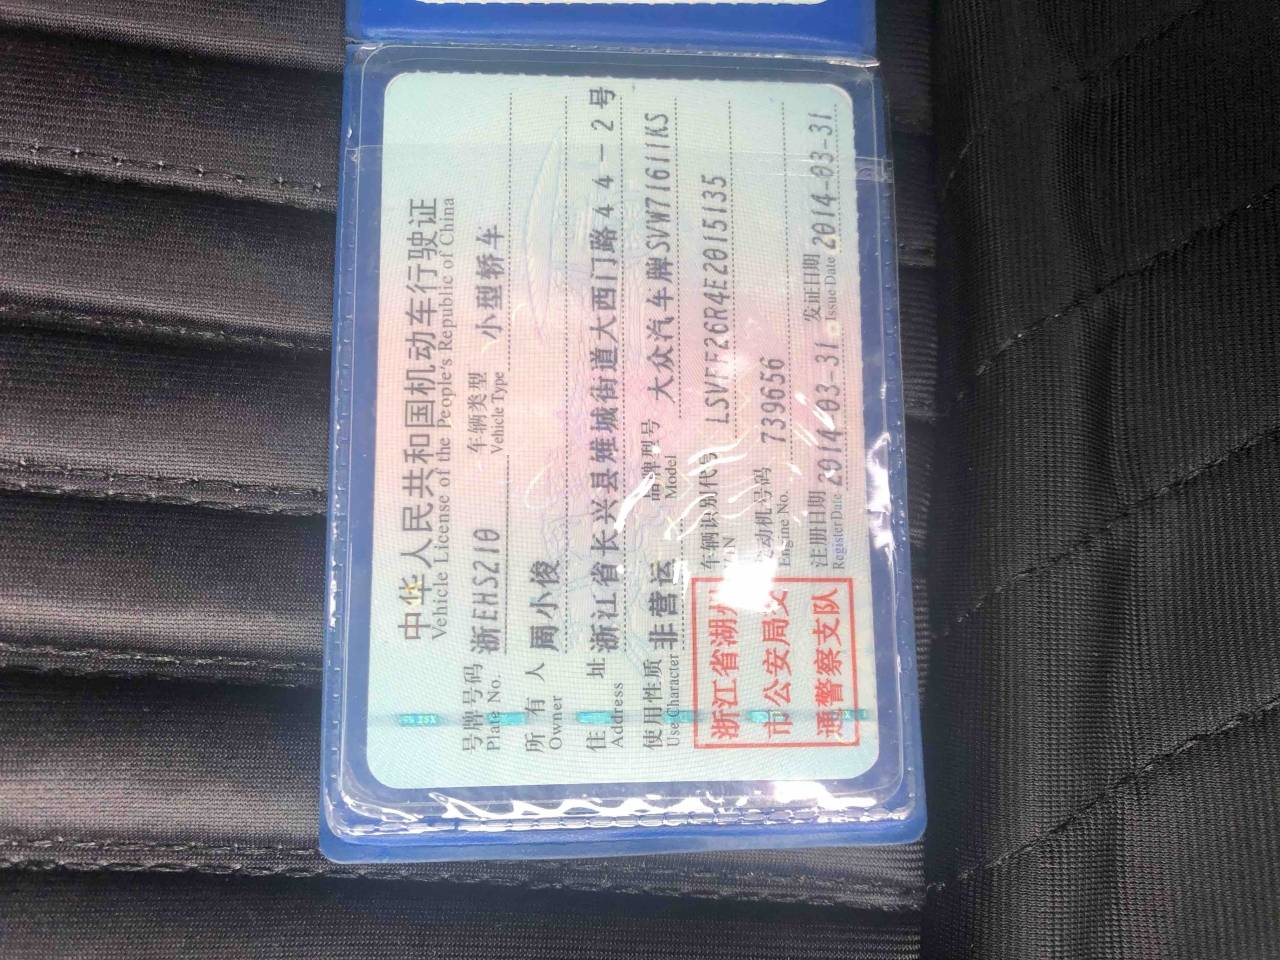 中华人民共和国机动车行驶证
Vehicle License of the People's Republic of China
号牌号码 浙EHS210 车辆类型 小型轿车
Plate No. Vehicle Type
所有人 周小俊
Owner
住址 浙江省长兴县雉城街道大西门路44-2号
Address
使用性质 非营运 品牌型号 大众汽车牌SVW71611KS
Use Character Model
车辆识别代号 LSVFF26R4E2015135
VIN
发动机号码 739656
Engine No.
注册日期 2014-03-31 发证日期 2014-03-31
Register Date Issue Date
浙江省湖州
市公安局交
通警察支队